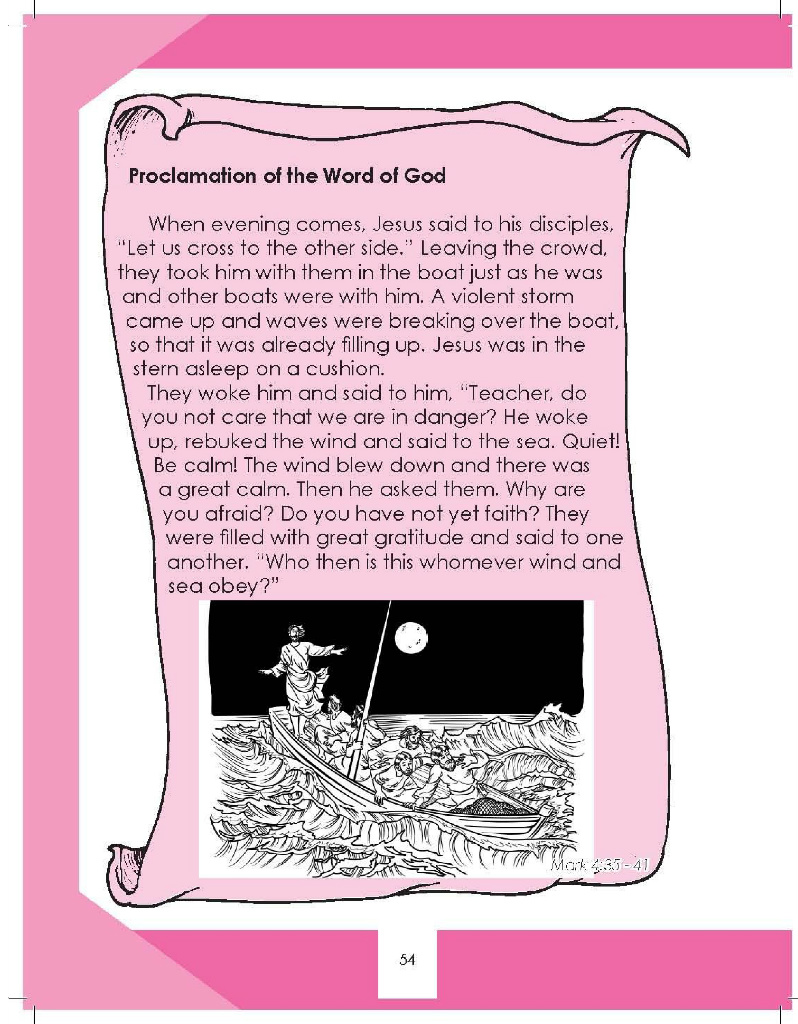 Proclamation of the Word of God
When evening comes, Jesus said to his disciples,
“Let us cross to the other side.” Leaving the crowd,
they took him with them in the boat just as he was
and other boats were with him. A violent storm
came up and waves were breaking over the boat,
so that it was already filling up. Jesus was in the
stern asleep on a cushion.
They woke him and said to him, “Teacher, do
you not care that we are in danger? He woke
up, rebuked the wind and said to the sea. Quiet!
Be calm! The wind blew down and there was
a great calm. Then he asked them. Why are
you afraid? Do you have not yet faith? They
were filled with great gratitude and said to one
another. “Who then is this whomever wind and
sea obey?”
Mark 4:35 - 41
54